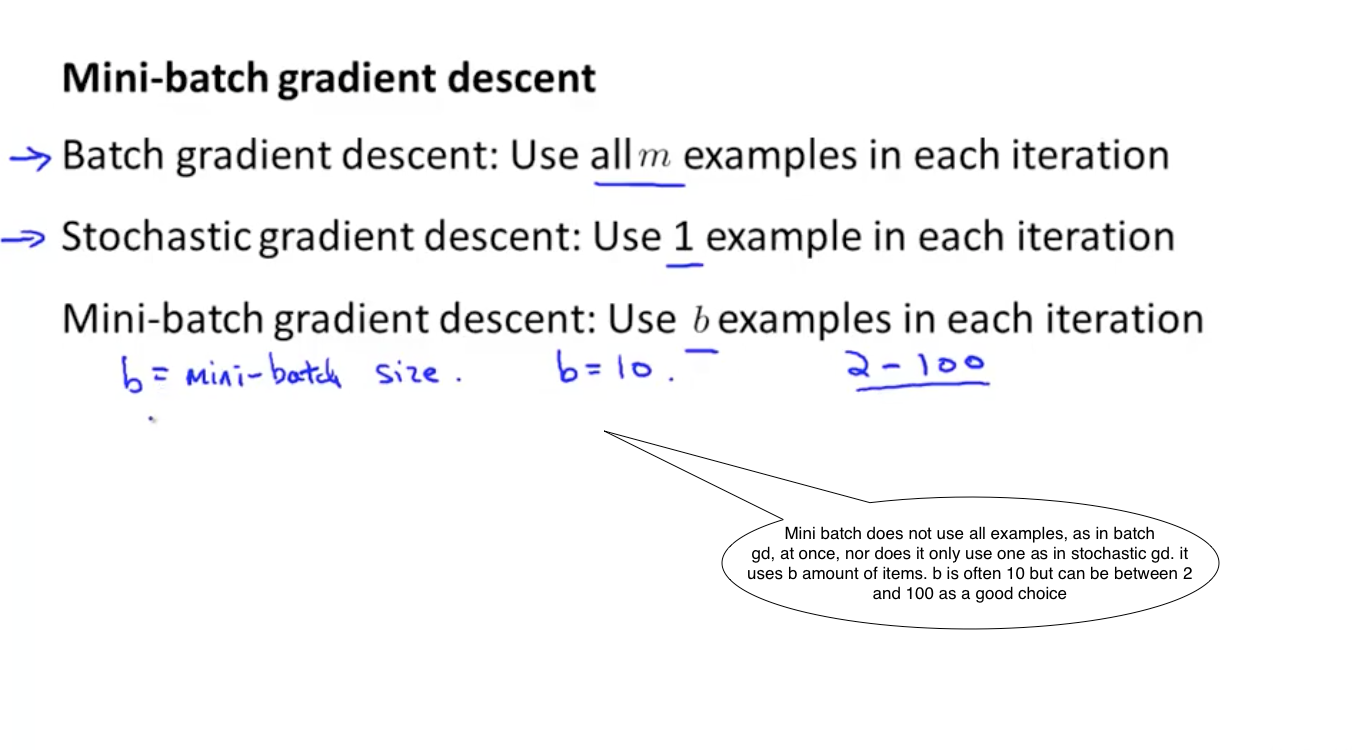 Mini-batch gradient descent
→ Batch gradient descent: Use all m examples in each iteration
→ Stochastic gradient descent: Use 1 example in each iteration
Mini-batch gradient descent: Use b examples in each iteration
b = Mini-batch size. b = 10. 2 - 100
Mini batch does not use all examples, as in batch
gd, at once, nor does it only use one as in stochastic gd. it
uses b amount of items. b is often 10 but can be between 2
and 100 as a good choice